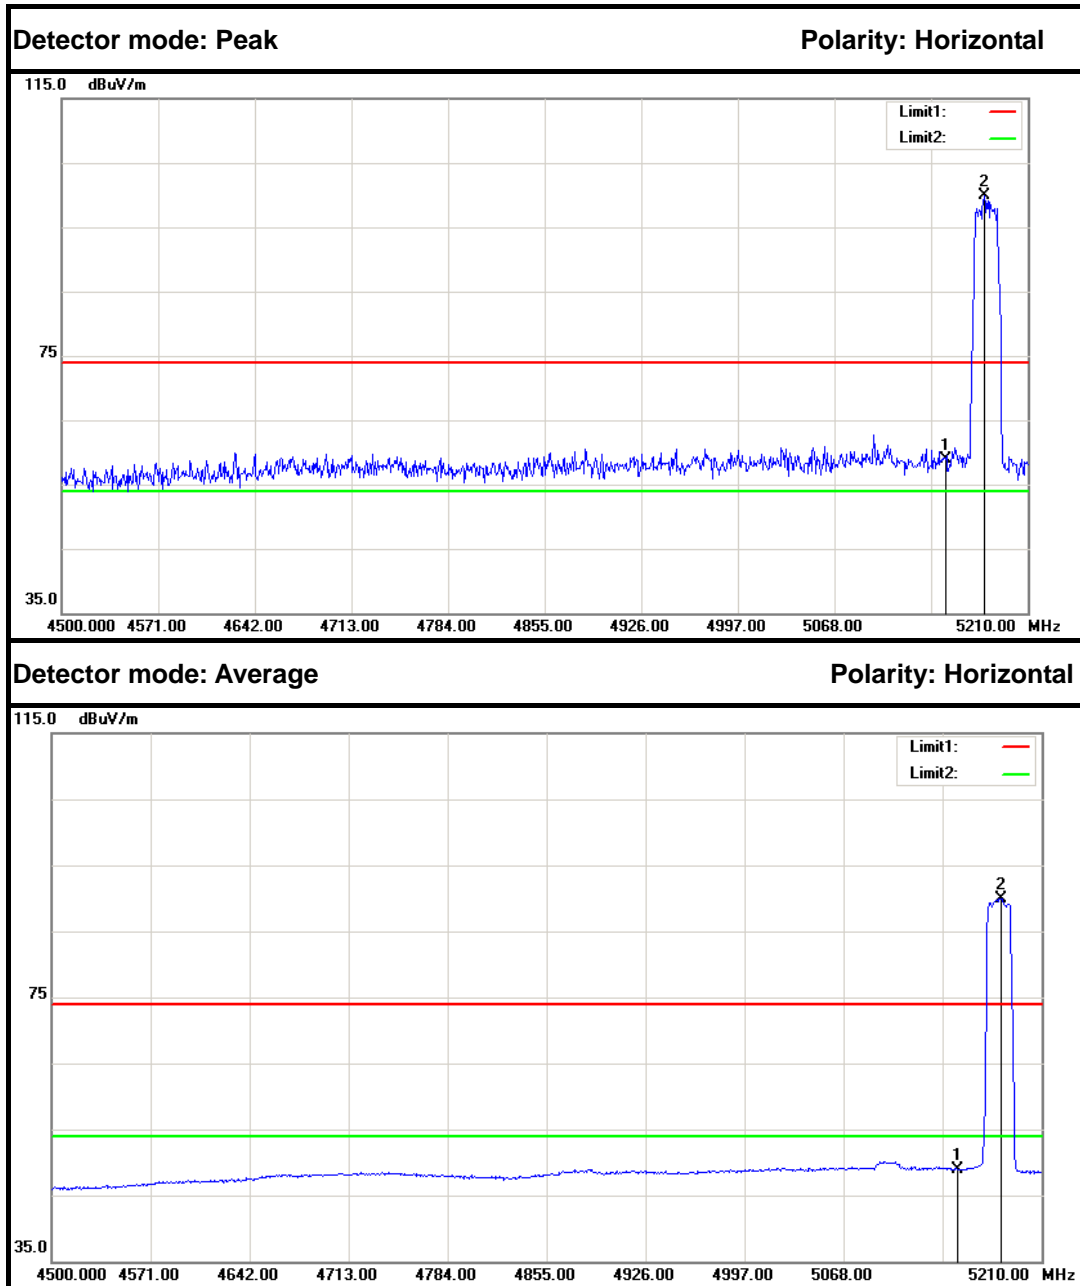 Detector mode: Peak Polarity: Horizontal
115.0 dBuV/m
Limit1:
Limit2:
2
75
1
35.0
4500.000 4571.00 4642.00 4713.00 4784.00 4855.00 4926.00 4997.00 5068.00 5210.00 MHz
Detector mode: Average Polarity: Horizontal
115.0 dBuV/m
Limit1:
Limit2:
2
75
1
35.0
4500.000 4571.00 4642.00 4713.00 4784.00 4855.00 4926.00 4997.00 5068.00 5210.00 MHz